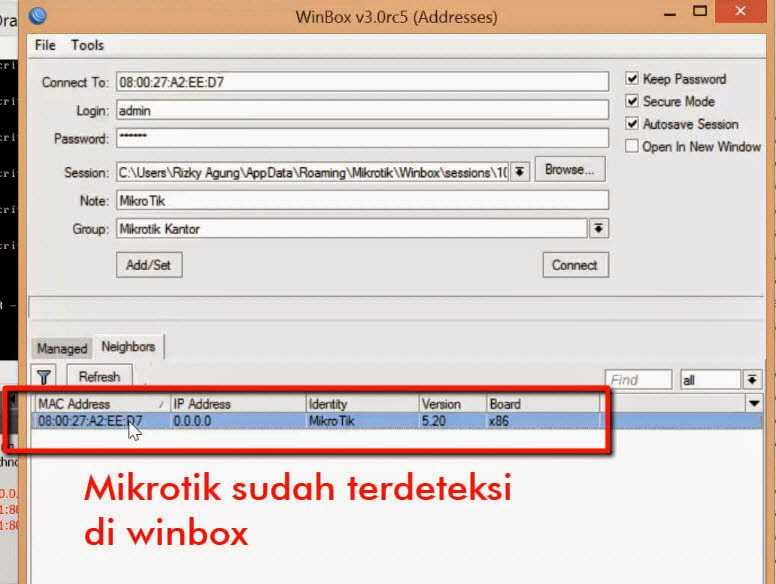 WinBox v3.0rc5 (Addresses)
File Tools
Connect To: 08:00:27:A2:EE:D7
Keep Password
Login: admin
Secure Mode
Password: ******
Autosave Session
Open In New Window
Session: C:\Users\Rizky Agung\AppData\Roaming\Mikrotik\Winbox\sessions\10
Browse...
Note: MikroTik
Group: Mikrotik Kantor
Add/Set
Connect
Managed Neighbors
Refresh
Find
all
MAC Address / IP Address Identity Version Board
08:00:27:A2:EE:D7 0.0.0.0 MikroTik 5.20 x86
Mikrotik sudah terdeteksi
di winbox